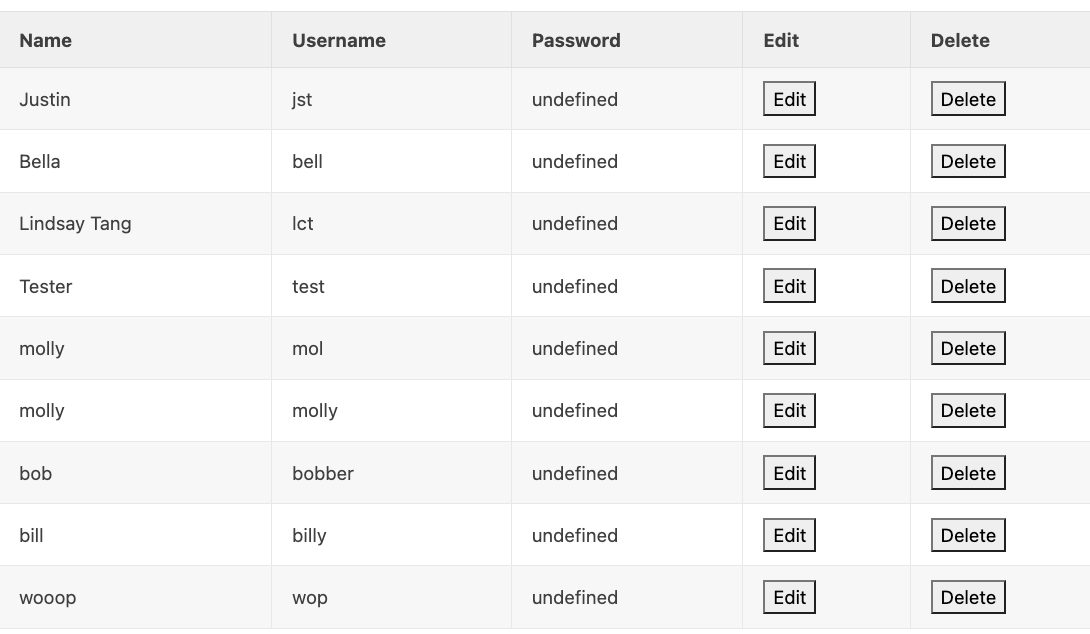 Name Username Password Edit Delete
Justin jst undefined Edit Delete
Bella bell undefined Edit Delete
Lindsay Tang lct undefined Edit Delete
Tester test undefined Edit Delete
molly mol undefined Edit Delete
molly molly undefined Edit Delete
bob bobber undefined Edit Delete
bill billy undefined Edit Delete
wooop wop undefined Edit Delete